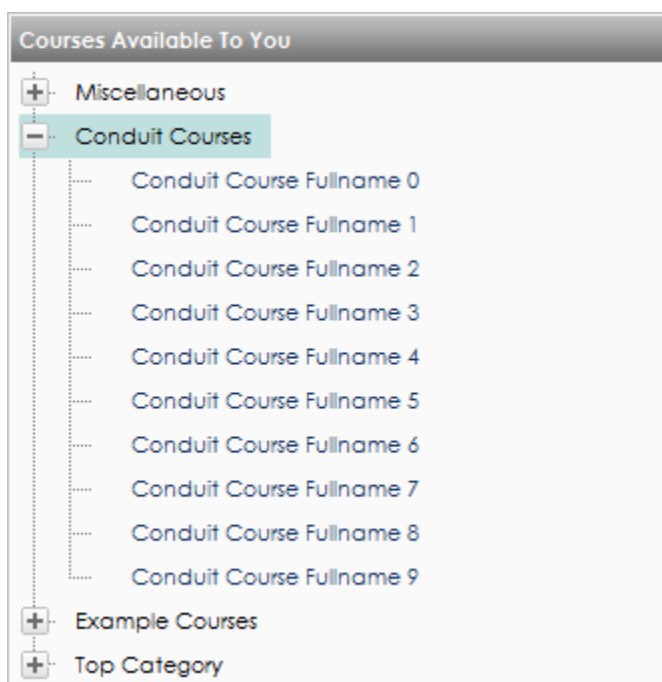 Courses Available To You
Miscellaneous
Conduit Courses
Conduit Course Fullname 0
Conduit Course Fullname 1
Conduit Course Fullname 2
Conduit Course Fullname 3
Conduit Course Fullname 4
Conduit Course Fullname 5
Conduit Course Fullname 6
Conduit Course Fullname 7
Conduit Course Fullname 8
Conduit Course Fullname 9
Example Courses
Top Category